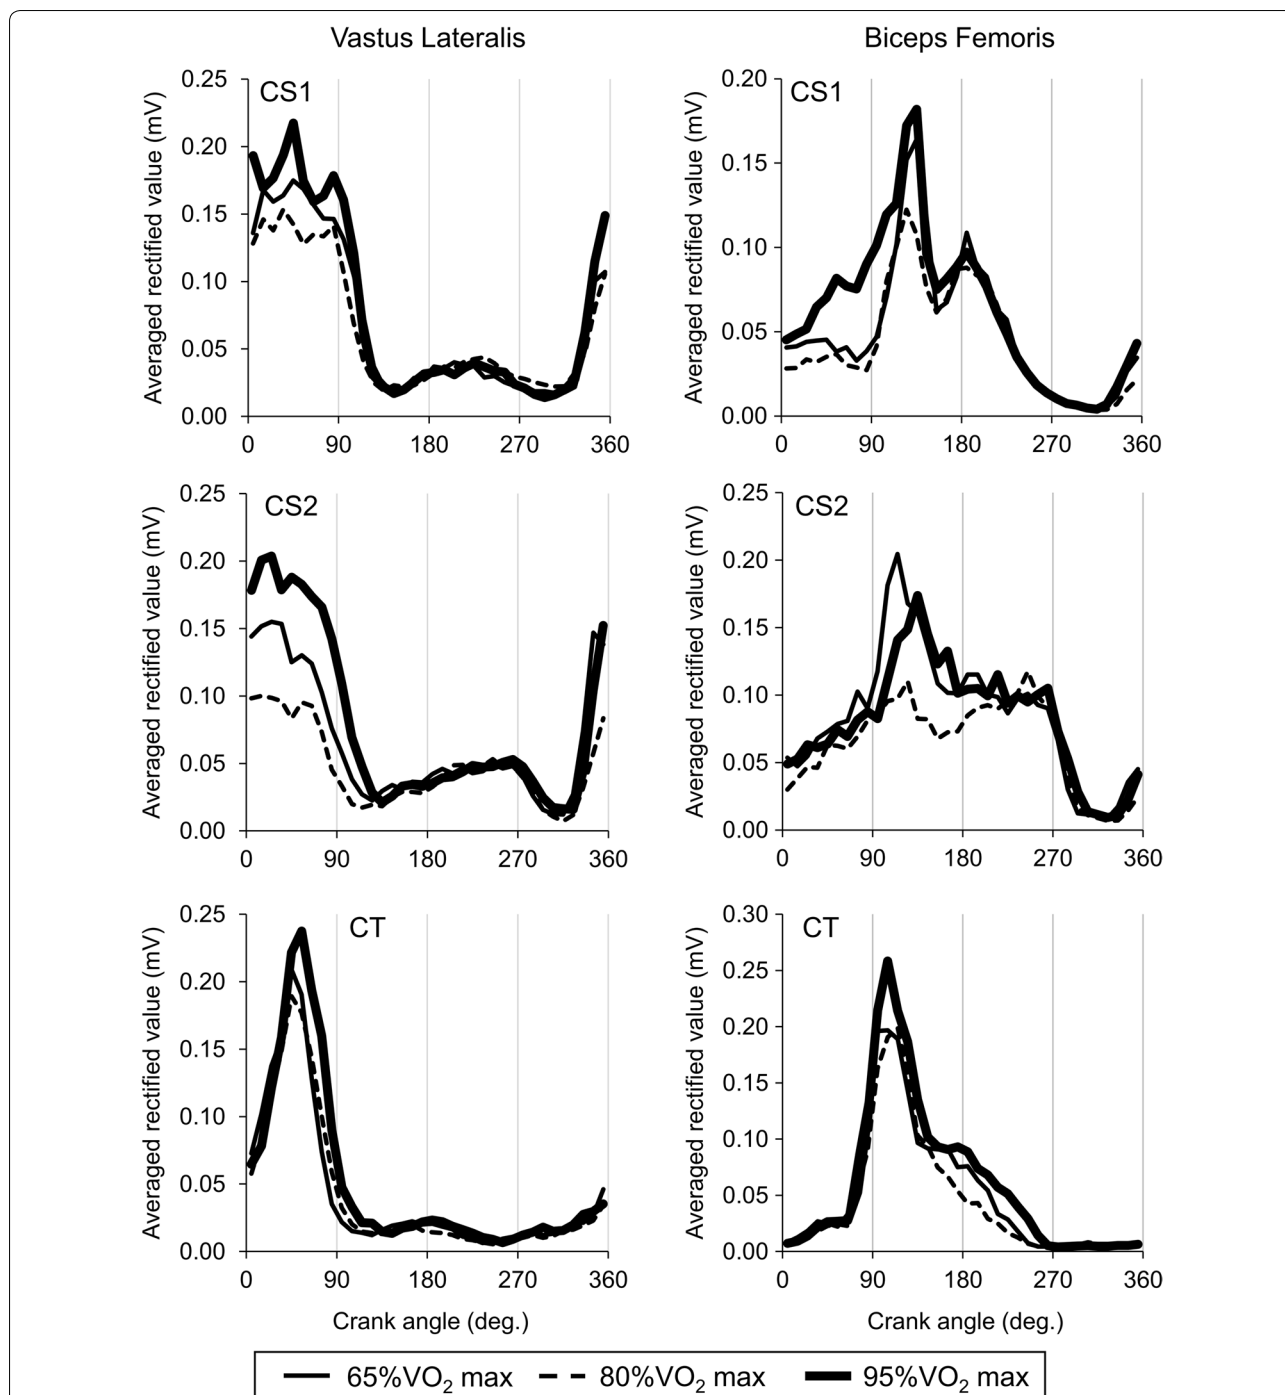 Vastus Lateralis
Biceps Femoris
CS1
Averaged rectified value (mV)
0.25
0.20
0.15
0.10
0.05
0.00
0 90 180 270 360
CS1
Averaged rectified value (mV)
0.20
0.15
0.10
0.05
0.00
0 90 180 270 360
CS2
Averaged rectified value (mV)
0.25
0.20
0.15
0.10
0.05
0.00
0 90 180 270 360
CS2
Averaged rectified value (mV)
0.25
0.20
0.15
0.10
0.05
0.00
0 90 180 270 360
CT
Averaged rectified value (mV)
0.25
0.20
0.15
0.10
0.05
0.00
0 90 180 270 360
Crank angle (deg.)
CT
Averaged rectified value (mV)
0.30
0.25
0.20
0.15
0.10
0.05
0.00
0 90 180 270 360
Crank angle (deg.)
65%VO₂ max 80%VO₂ max 95%VO₂ max